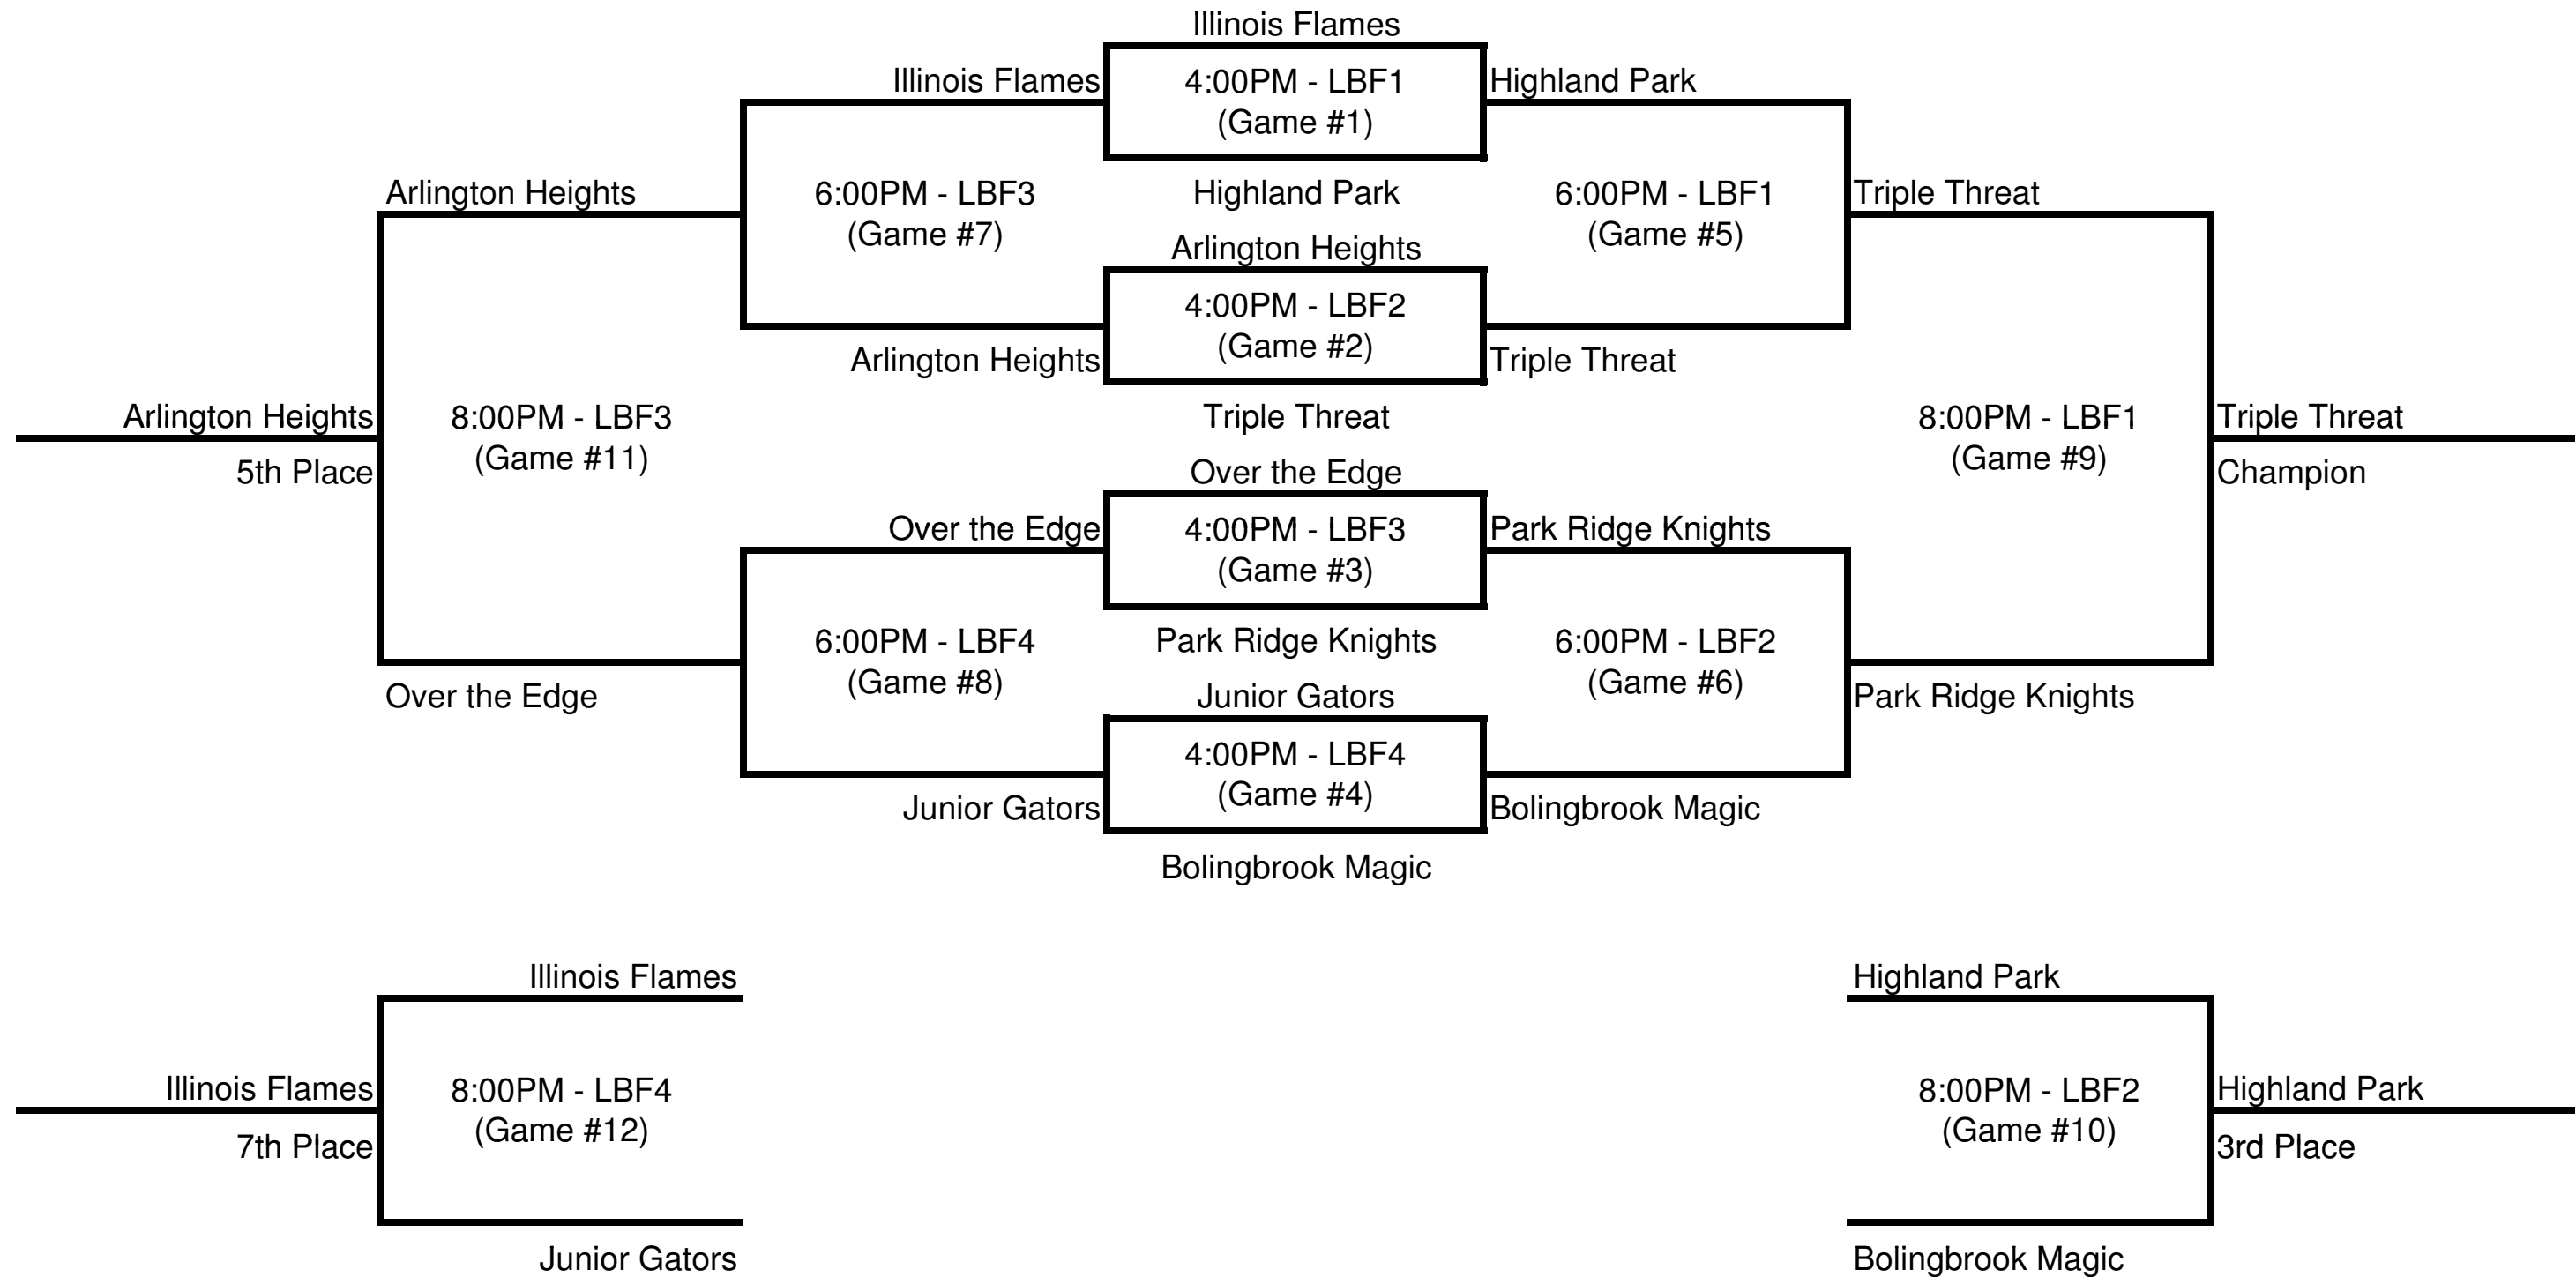 Illinois Flames
Illinois Flames
4:00PM - LBF1
(Game #1)
Highland Park
Arlington Heights
6:00PM - LBF3
(Game #7)
Highland Park
6:00PM - LBF1
(Game #5)
Triple Threat
Arlington Heights
4:00PM - LBF2
(Game #2)
Arlington Heights
Triple Threat
Arlington Heights
5th Place
8:00PM - LBF3
(Game #11)
Triple Threat
8:00PM - LBF1
(Game #9)
Triple Threat
Champion
Over the Edge
Over the Edge
4:00PM - LBF3
(Game #3)
Park Ridge Knights
6:00PM - LBF4
(Game #8)
Park Ridge Knights
6:00PM - LBF2
(Game #6)
Over the Edge
Junior Gators
Park Ridge Knights
4:00PM - LBF4
(Game #4)
Junior Gators
Bolingbrook Magic
Bolingbrook Magic
Illinois Flames
Highland Park
Illinois Flames
7th Place
8:00PM - LBF4
(Game #12)
8:00PM - LBF2
(Game #10)
Highland Park
3rd Place
Junior Gators
Bolingbrook Magic